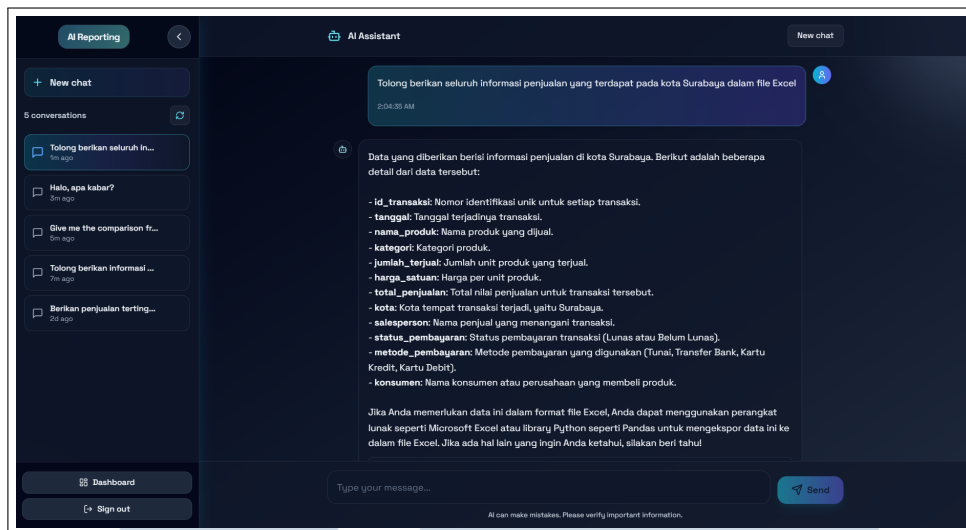 AI Reporting
AI Assistant
New chat
+ New chat
5 conversations
Tolong berikan seluruh in...
1m ago
Halo, apa kabar?
3m ago
Give me the comparison fr...
5m ago
Tolong berikan informasi ...
7m ago
Berikan penjualan terting...
2d ago
Dashboard
Sign out
Tolong berikan seluruh informasi penjualan yang terdapat pada kota Surabaya dalam file Excel
2:04:35 AM
Data yang diberikan berisi informasi penjualan di kota Surabaya. Berikut adalah beberapa
detail dari data tersebut:
- id_transaksi: Nomor identifikasi unik untuk setiap transaksi.
- tanggal: Tanggal terjadinya transaksi.
- nama_produk: Nama produk yang dijual.
- kategori: Kategori produk.
- jumlah_terjual: Jumlah unit produk yang terjual.
- harga_satuan: Harga per unit produk.
- total_penjualan: Total nilai penjualan untuk transaksi tersebut.
- kota: Kota tempat transaksi terjadi, yaitu Surabaya.
- salesperson: Nama penjual yang menangani transaksi.
- status_pembayaran: Status pembayaran transaksi (Lunas atau Belum Lunas).
- metode_pembayaran: Metode pembayaran yang digunakan (Tunai, Transfer Bank, Kartu
Kredit, Kartu Debit).
- konsumen: Nama konsumen atau perusahaan yang membeli produk.
Jika Anda memerlukan data ini dalam format file Excel, Anda dapat menggunakan perangkat
lunak seperti Microsoft Excel atau library Python seperti Pandas untuk mengekspor data ini ke
dalam file Excel. Jika ada hal lain yang ingin Anda ketahui, silakan beri tahu!
Type your message...
Send
AI can make mistakes. Please verify important information.